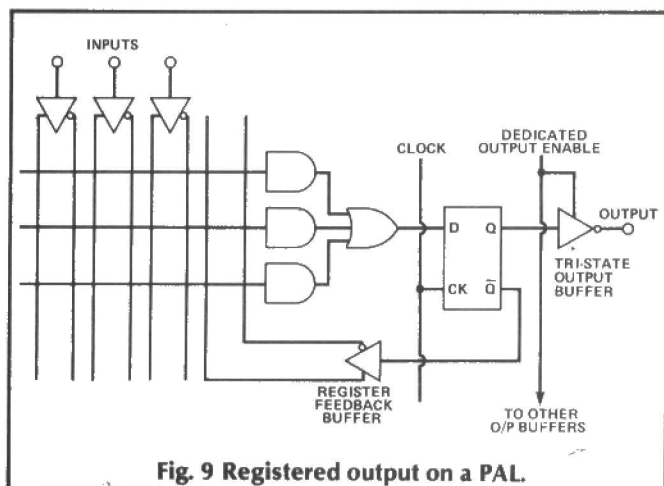 INPUTS
CLOCK
DEDICATED
OUTPUT ENABLE
OUTPUT
D
Q
CK
Q̅
TRI-STATE
OUTPUT
BUFFER
REGISTER
FEEDBACK
BUFFER
TO OTHER
O/P BUFFERS
Fig. 9 Registered output on a PAL.